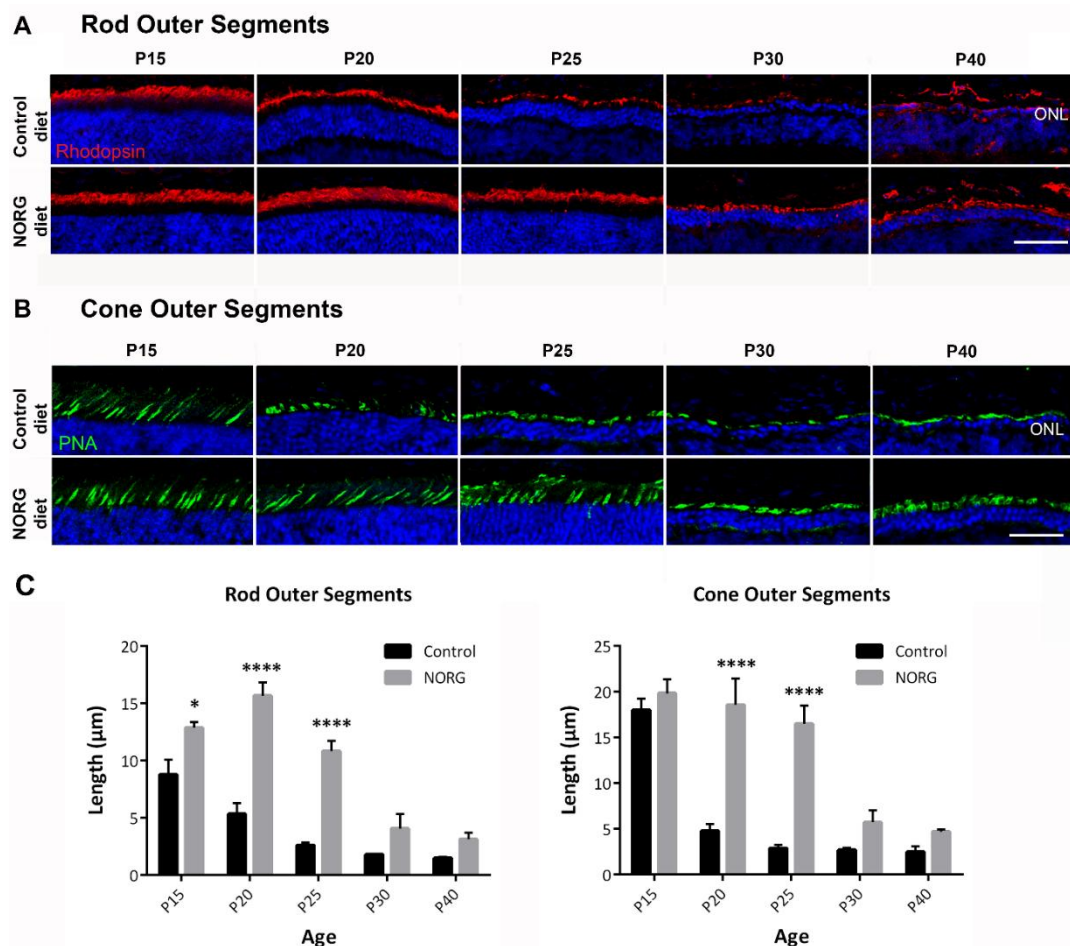 A Rod Outer Segments
P15 P20 P25 P30 P40
Control diet
Rhodopsin
ONL
NORG diet
B Cone Outer Segments
P15 P20 P25 P30 P40
Control diet
PNA
ONL
NORG diet
C
Rod Outer Segments
Control
NORG
Length (µm)
20
15
10
5
0
* **** ****
P15 P20 P25 P30 P40
Age
Cone Outer Segments
Control
NORG
Length (µm)
25
20
15
10
5
0
**** ****
P15 P20 P25 P30 P40
Age